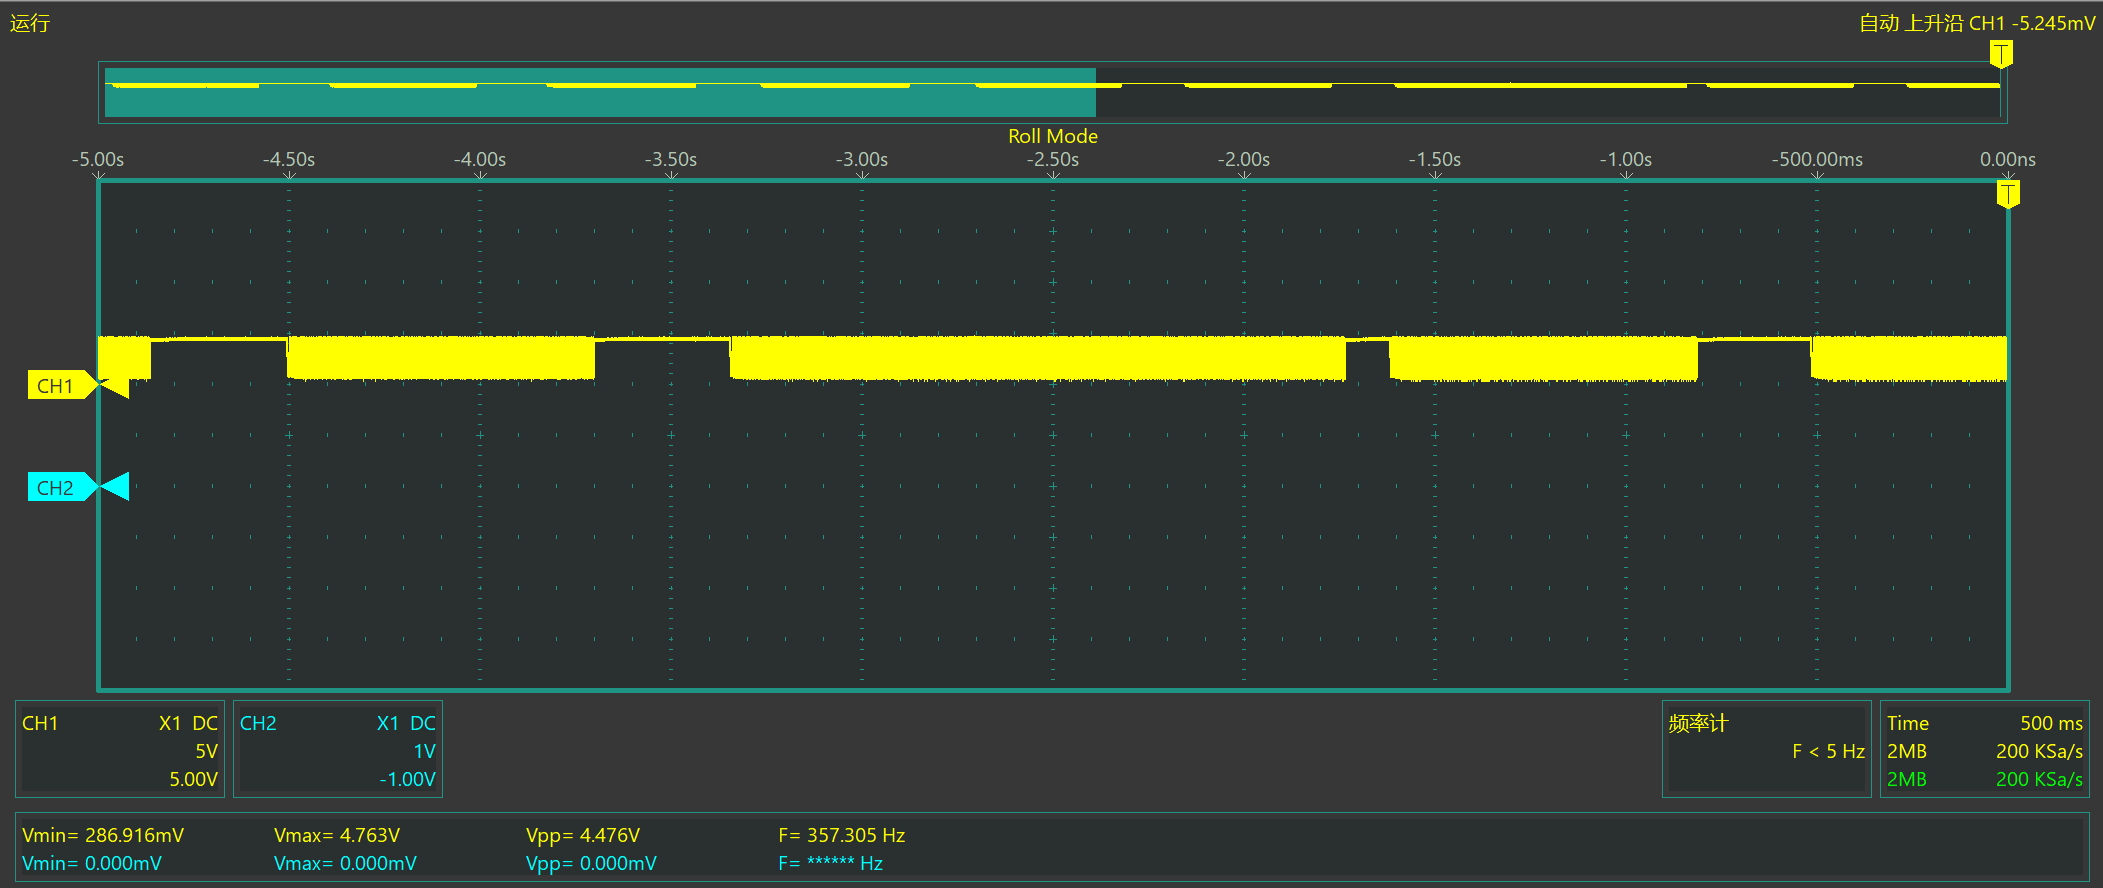 运行
自动 上升沿 CH1 -5.245mV
T
Roll Mode
-5.00s -4.50s -4.00s -3.50s -3.00s -2.50s -2.00s -1.50s -1.00s -500.00ms 0.00ns
T
CH1
CH2
CH1 X1 DC
5V
5.00V
CH2 X1 DC
1V
-1.00V
频率计
F < 5 Hz
Time 500 ms
2MB 200 KSa/s
2MB 200 KSa/s
Vmin= 286.916mV Vmax= 4.763V Vpp= 4.476V F= 357.305 Hz
Vmin= 0.000mV Vmax= 0.000mV Vpp= 0.000mV F= ****** Hz